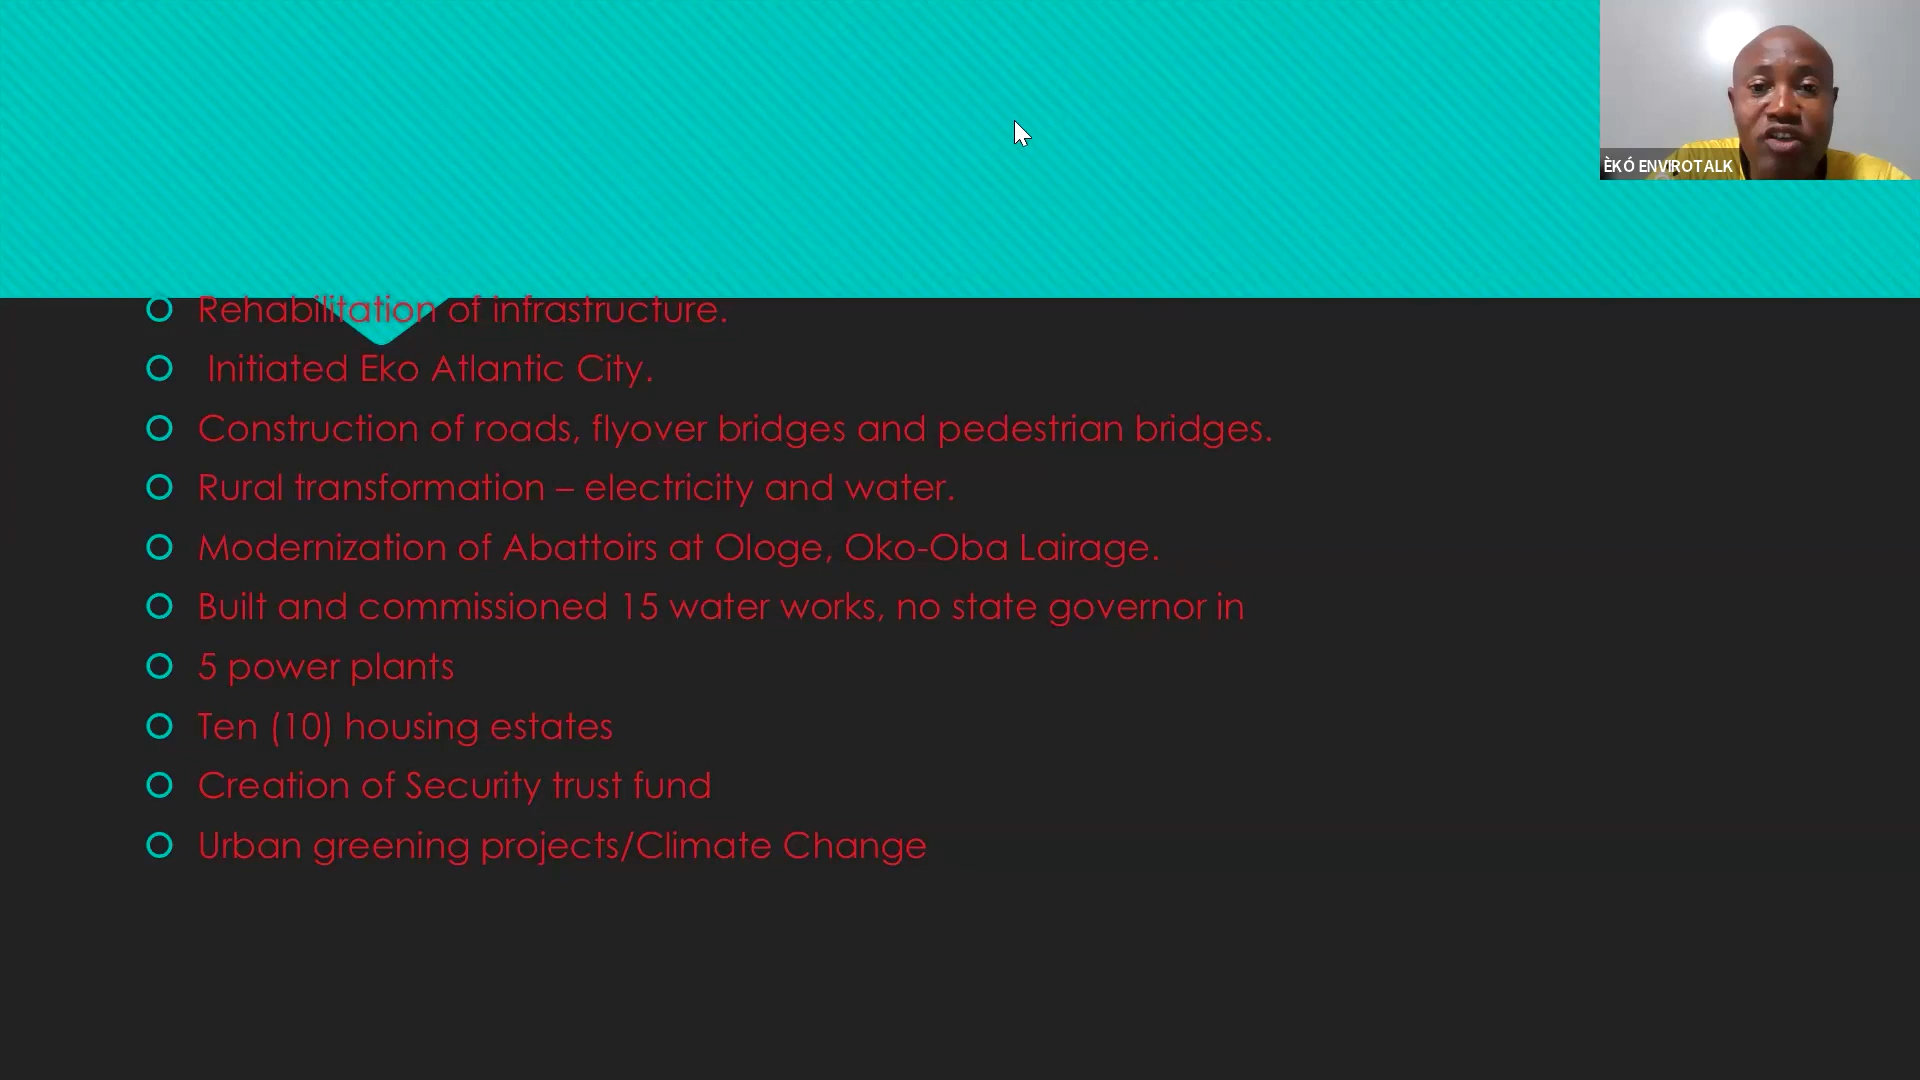 ÈKÓ ENVIROTALK
Rehabilitation of infrastructure.
Initiated Eko Atlantic City.
Construction of roads, flyover bridges and pedestrian bridges.
Rural transformation – electricity and water.
Modernization of Abattoirs at Ologe, Oko-Oba Lairage.
Built and commissioned 15 water works, no state governor in
5 power plants
Ten (10) housing estates
Creation of Security trust fund
Urban greening projects/Climate Change